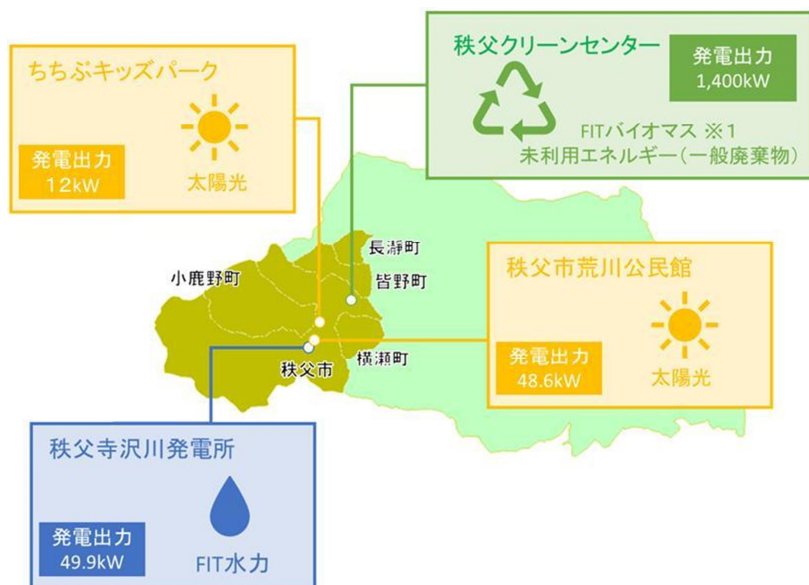 ちちぶキッズパーク
発電出力
12kW
太陽光
秩父クリーンセンター
発電出力
1,400kW
FITバイオマス ※1
未利用エネルギー(一般廃棄物)
長瀞町
小鹿野町
皆野町
秩父市
横瀬町
秩父市荒川公民館
発電出力
48.6kW
太陽光
秩父寺沢川発電所
発電出力
49.9kW
FIT水力